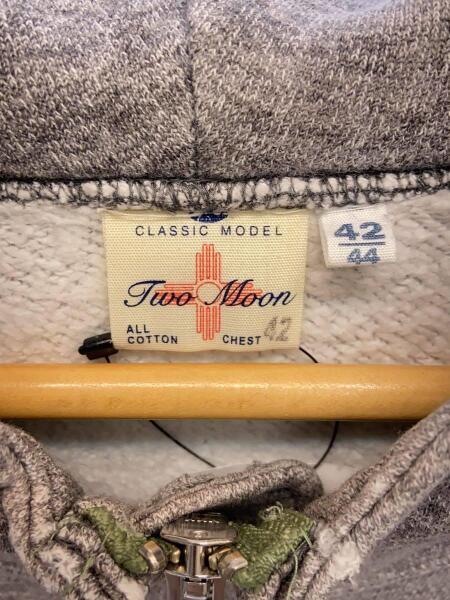 CLASSIC MODEL
Two Moon
ALL COTTON
CHEST 42
42
44